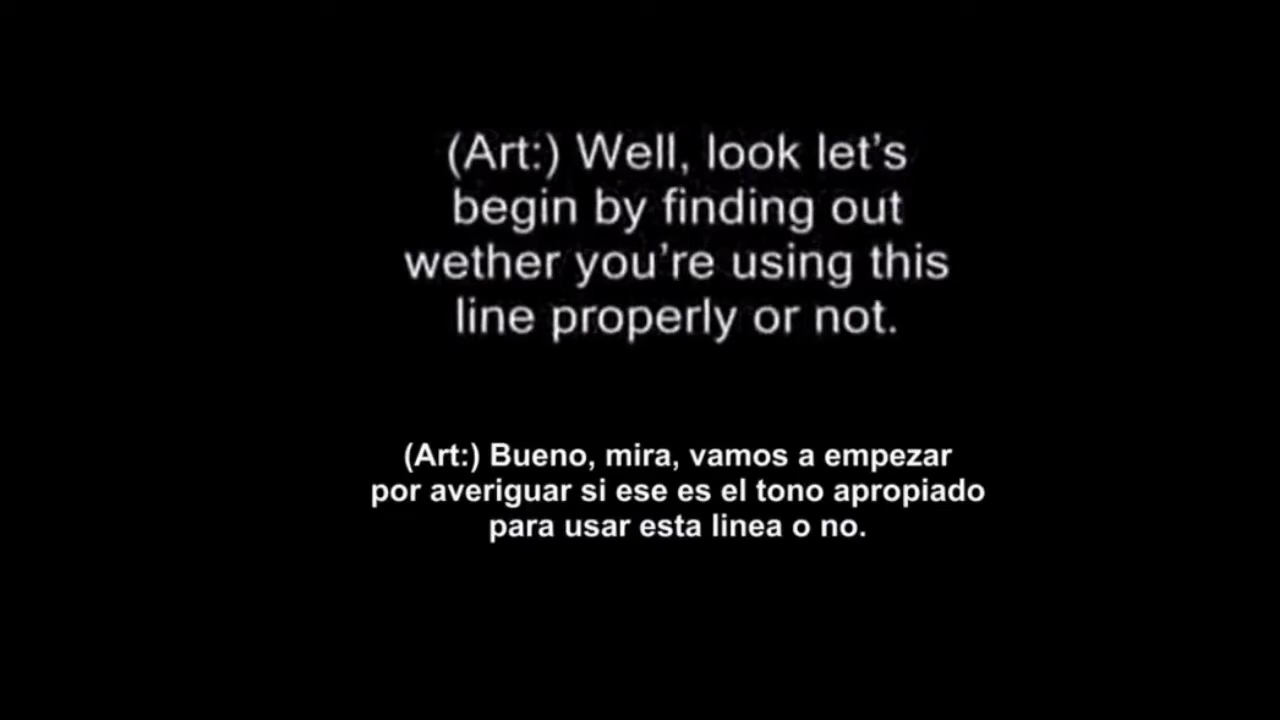 (Art:) Well, look let's
begin by finding out
wether you're using this
line properly or not.
(Art:) Bueno, mira, vamos a empezar
por averiguar si ese es el tono apropiado
para usar esta linea o no.